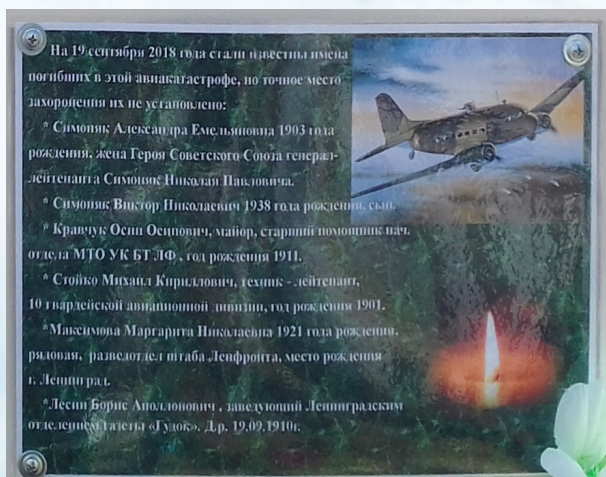 На 19 сентября 2018 года стали известны имена
погибших в этой авиакатастрофе, но точное место
захоронения их не установлено:
* Симоняк Александра Емельяновна 1903 года
рождения, жена Героя Советского Союза генерал-
лейтенанта Симоняк Николая Павловича.
* Симоняк Виктор Николаевич 1938 года рождения, сын.
* Кравчук Осип Осипович, майор, старший помощник нач.
отдела МТО УК БТ ЛФ , год рождения 1911.
* Стойко Михаил Кириллович, техник - лейтенант,
10 гвардейской авиационной дивизии, год рождения 1901.
*Максимова Маргарита Николаевна 1921 года рождения,
рядовая, разведотдел штаба Ленфронта, место рождения
г. Ленинград.
*Лесин Борис Аполлонович , заведующий Ленинградским
отделением газеты «Гудок». Д.р. 19.09.1910г.